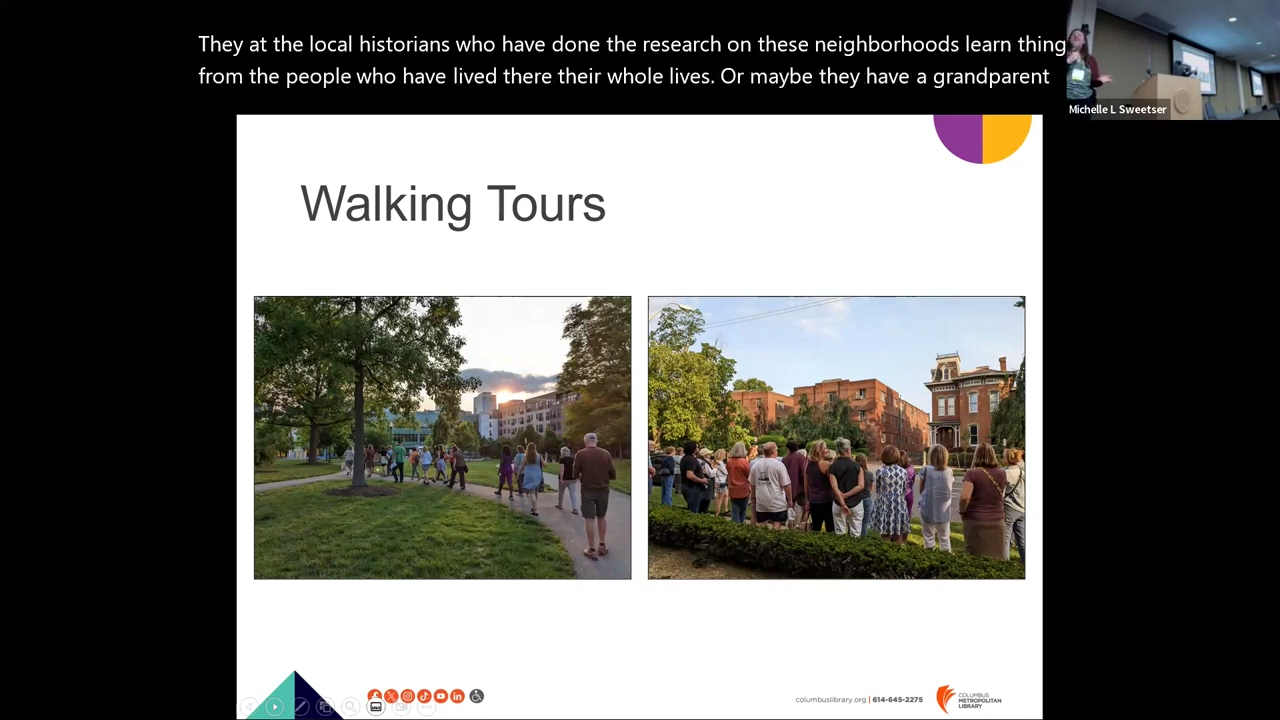 They at the local historians who have done the research on these neighborhoods learn thing
from the people who have lived there their whole lives. Or maybe they have a grandparent
Michelle L Sweetser
Walking Tours
columbuslibrary.org | 614-645-2275
COLUMBUS
METROPOLITAN
LIBRARY